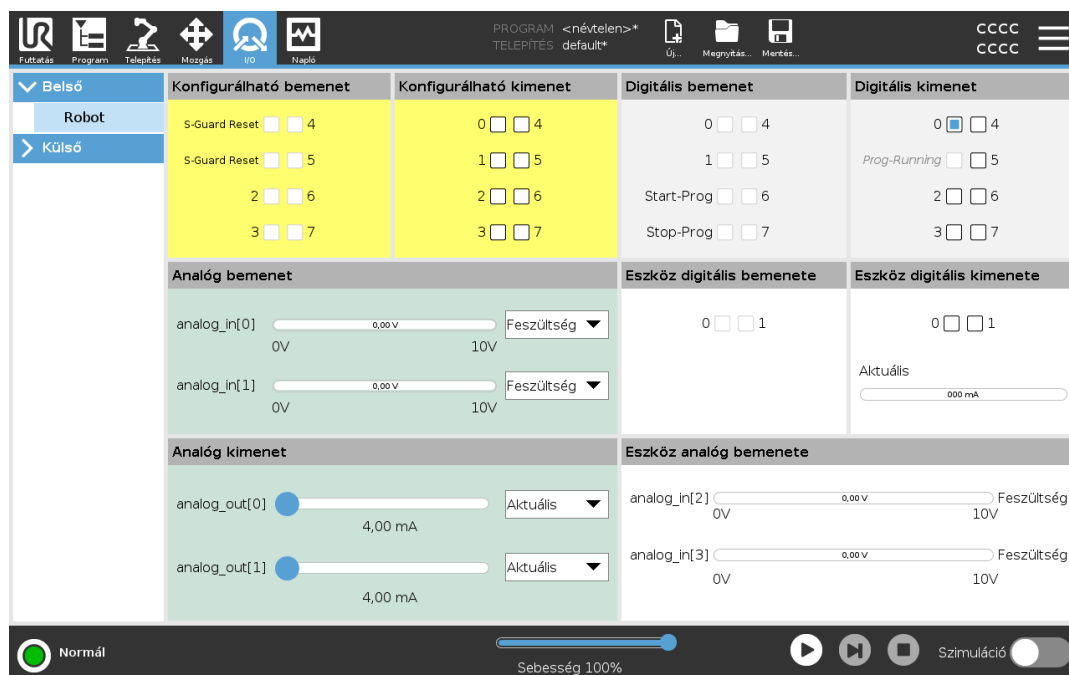 PROGRAM <névtelen>*
TELEPÍTÉS default*
cccc
cccc
Futtatás Program Telepítés Mozgás I/O Napló Új... Megnyitás... Mentés...
Belső
Robot
Külső
Konfigurálható bemenet
S-Guard Reset 4
S-Guard Reset 5
2 6
3 7
Konfigurálható kimenet
0 4
1 5
2 6
3 7
Digitális bemenet
0 4
1 5
Start-Prog 6
Stop-Prog 7
Digitális kimenet
0 4
Prog-Running 5
2 6
3 7
Analóg bemenet
analog_in[0] 0,00 V Feszültség
0V 10V
analog_in[1] 0,00 V Feszültség
0V 10V
Eszköz digitális bemenete
0 1
Eszköz digitális kimenete
0 1
Aktuális
000 mA
Analóg kimenet
analog_out[0] Aktuális
4,00 mA
analog_out[1] Aktuális
4,00 mA
Eszköz analóg bemenete
analog_in[2] 0,00 V Feszültség
0V 10V
analog_in[3] 0,00 V Feszültség
0V 10V
Normál
Sebesség 100%
Szimuláció